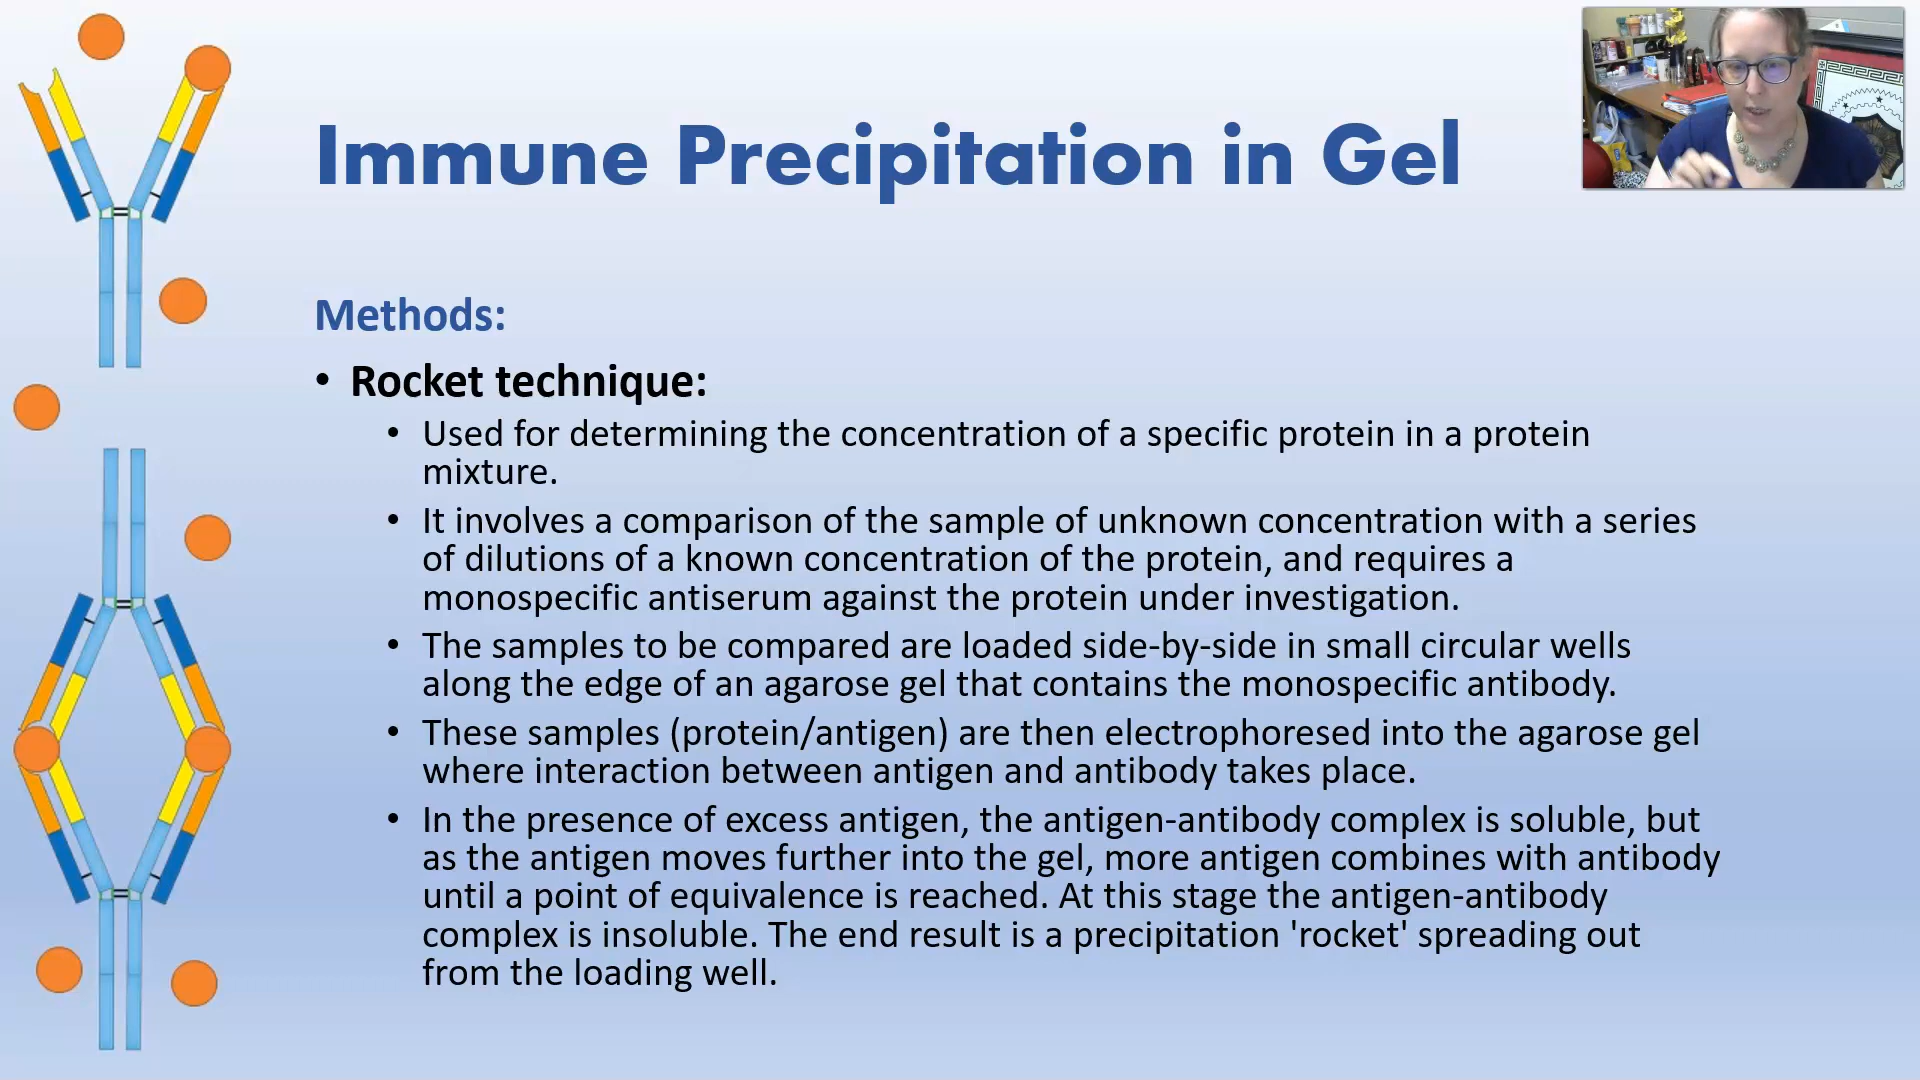 Immune Precipitation in Gel
Methods:
• Rocket technique:
• Used for determining the concentration of a specific protein in a protein
mixture.
• It involves a comparison of the sample of unknown concentration with a series
of dilutions of a known concentration of the protein, and requires a
monospecific antiserum against the protein under investigation.
• The samples to be compared are loaded side-by-side in small circular wells
along the edge of an agarose gel that contains the monospecific antibody.
• These samples (protein/antigen) are then electrophoresed into the agarose gel
where interaction between antigen and antibody takes place.
• In the presence of excess antigen, the antigen-antibody complex is soluble, but
as the antigen moves further into the gel, more antigen combines with antibody
until a point of equivalence is reached. At this stage the antigen-antibody
complex is insoluble. The end result is a precipitation 'rocket' spreading out
from the loading well.